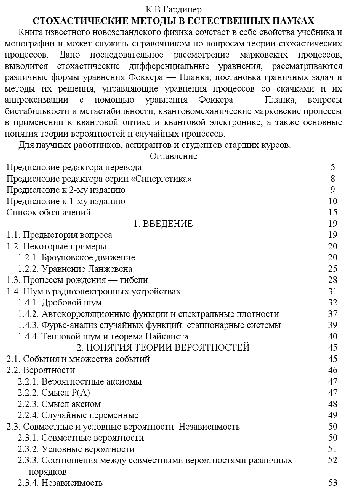 К.В.Гардинер
СТОХАСТИЧЕСКИЕ МЕТОДЫ В ЕСТЕСТВЕННЫХ НАУКАХ
Книга известного новозеландского физика сочетает в себе свойства учебника и
монографии и может служить справочником по вопросам теории стохастических
процессов. Дано последовательное рассмотрение марковских процессов,
выводятся стохастические дифференциальные уравнения, рассматриваются
различные формы уравнения Фоккера — Планка, постановка граничных задач и
методы их решения, управляющие уравнения процессов со скачками и их
аппроксимации с помощью уравнения Фоккера — Планка, вопросы
бистабильности и метастабильности, квантовомеханические марковские процессы
в применении к квантовой оптике и квантовой электронике, а также основные
понятия теории вероятностей и случайных процессов.
Для научных работников, аспирантов и студентов старших курсов.
Оглавление
Предисловие редактора перевода 5
Предисловие редактора серии «Синергетика» 8
Предисловие к 2-му изданию 9
Предисловие к 1-му изданию 10
Список обозначений 15
1. ВВЕДЕНИЕ 19
1.1. Предыстория вопроса 19
1.2. Некоторые примеры 20
1.2.1. Броуновское движение 20
1.2.2. Уравнение Ланжевена 25
1.3. Процессы рождения — гибели 28
1.4. Шум в радиоэлектронных устройствах 31
1.4.1. Дробовой шум 32
1.4.2. Автокорреляционные функции и спектральные плотности 37
1.4.3. Фурье-анализ случайных функций: стационарные системы 39
1.4.4. Тепловой шум и теорема Найквиста 40
2. ПОНЯТИЯ ТЕОРИИ ВЕРОЯТНОСТЕЙ 45
2.1. События и множества событий 45
2.2. Вероятности 46
2.2.1. Вероятностные аксиомы 47
2.2.2. Смысл P(A) 47
2.2.3. Смысл аксиом 48
2.2.4. Случайные переменные 49
2.3. Совместные и условные вероятности. Независимость 50
2.3.1. Совместные вероятности 50
2.3.2. Условные вероятности 51
2.3.3. Соотношения между совместными вероятностями различных 52
порядков
2.3.4. Независимость 53